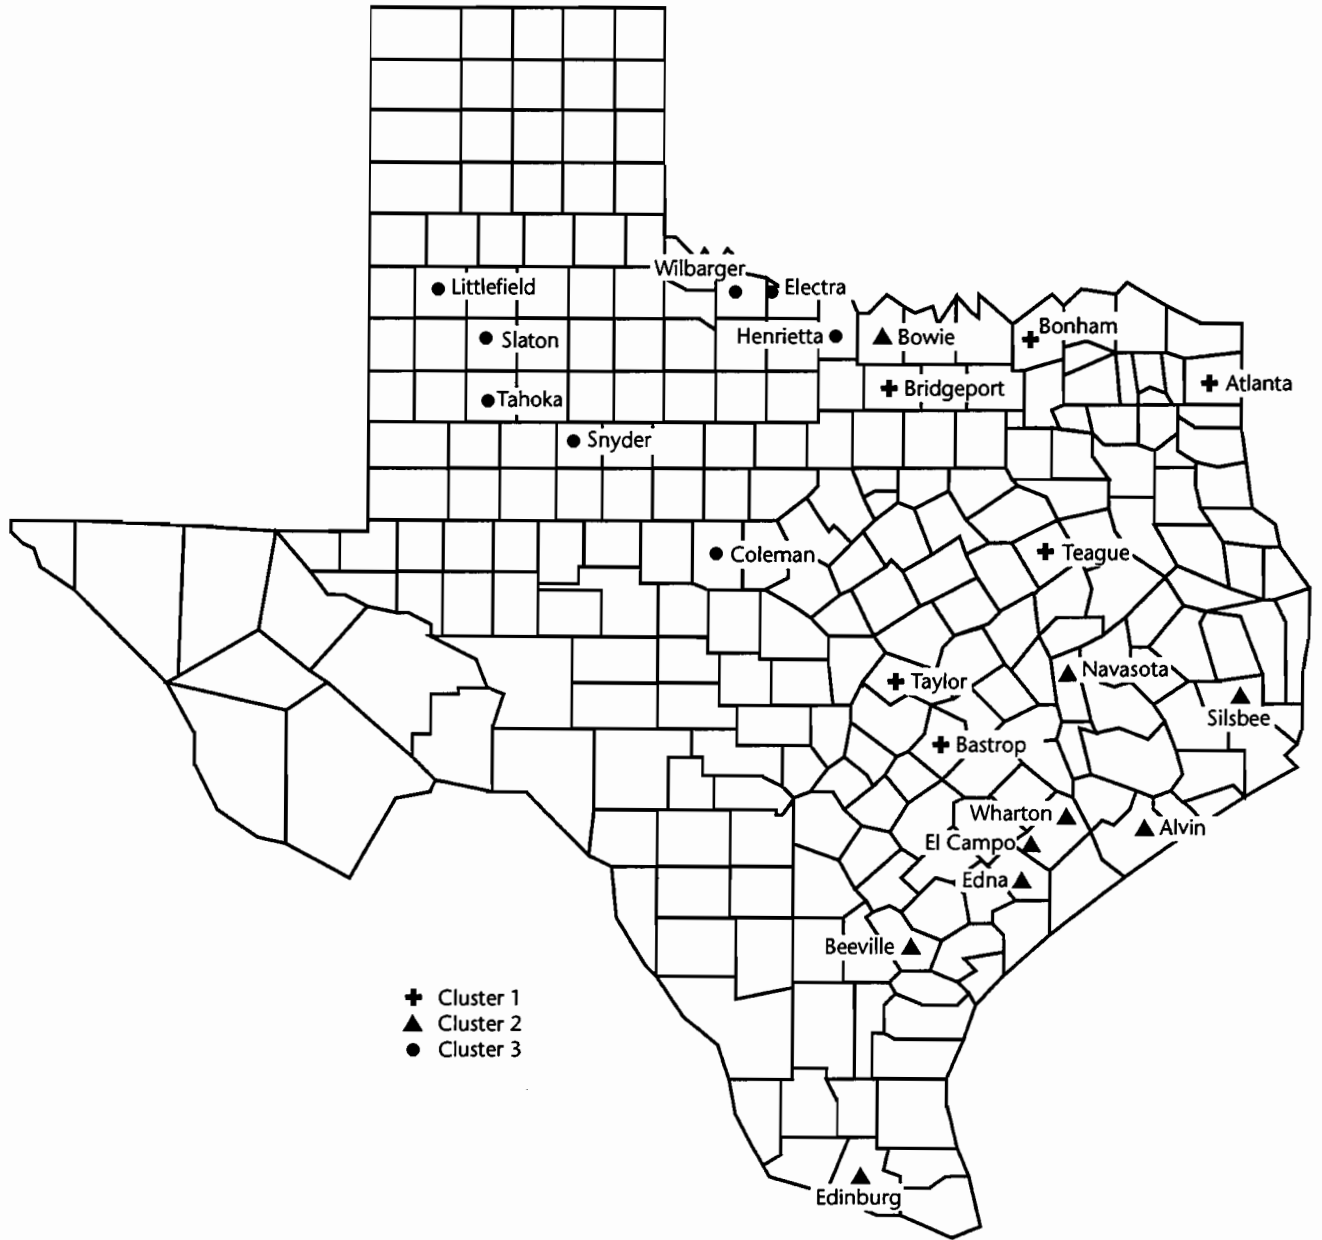 Wilbarger
Littlefield
Electra
Bonham
Slaton
Henrietta
Bowie
Bridgeport
Atlanta
Tahoka
Snyder
Coleman
Teague
Navasota
Taylor
Silsbee
Bastrop
Wharton
Alvin
El Campo
Edna
Beeville
Cluster 1
Cluster 2
Cluster 3
Edinburg